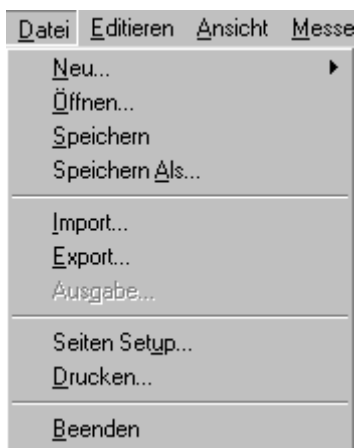 Datei Editieren Ansicht Messe
Neu...
Öffnen...
Speichern
Speichern Als...
Import...
Export...
Ausgabe...
Seiten Setup...
Drucken...
Beenden